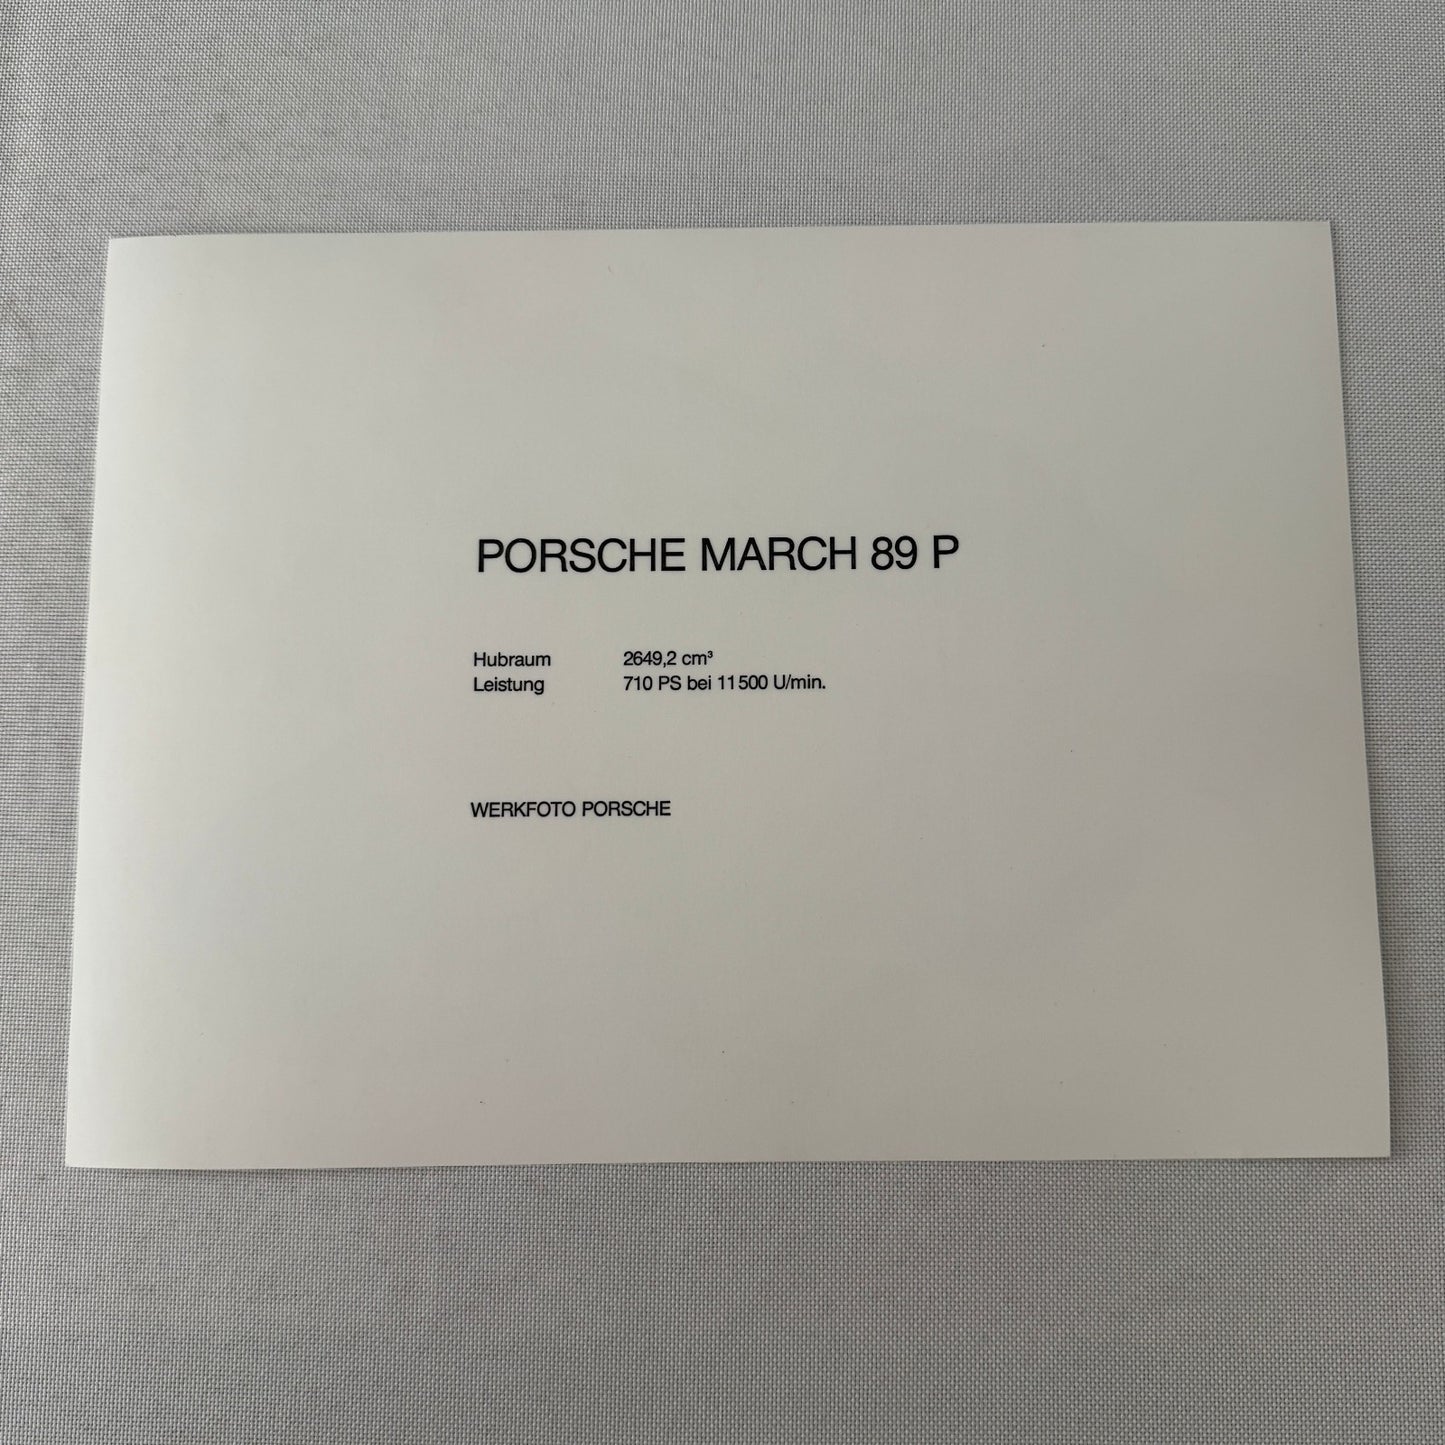 PORSCHE MARCH 89 P
Hubraum 2649,2 cm³
Leistung 710 PS bei 11500 U/min.
WERKFOTO PORSCHE